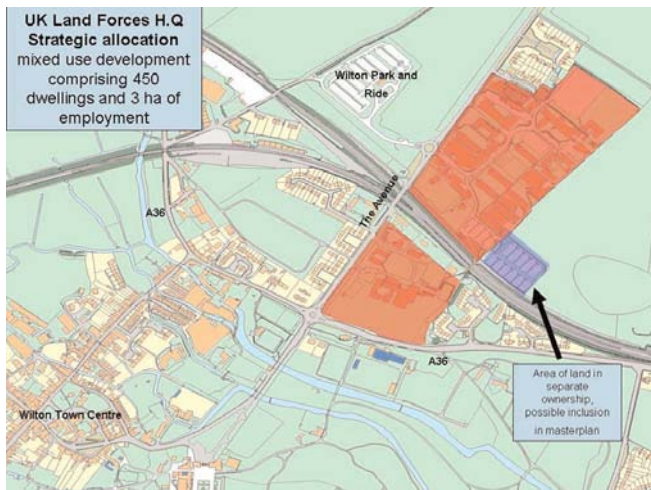 UK Land Forces H.Q
Strategic allocation
mixed use development
comprising 450
dwellings and 3 ha of
employment
Wilton Park and
Ride
The Avenue
A36
A36
Wilton Town Centre
Area of land in
separate
ownership,
possible inclusion
in masterplan